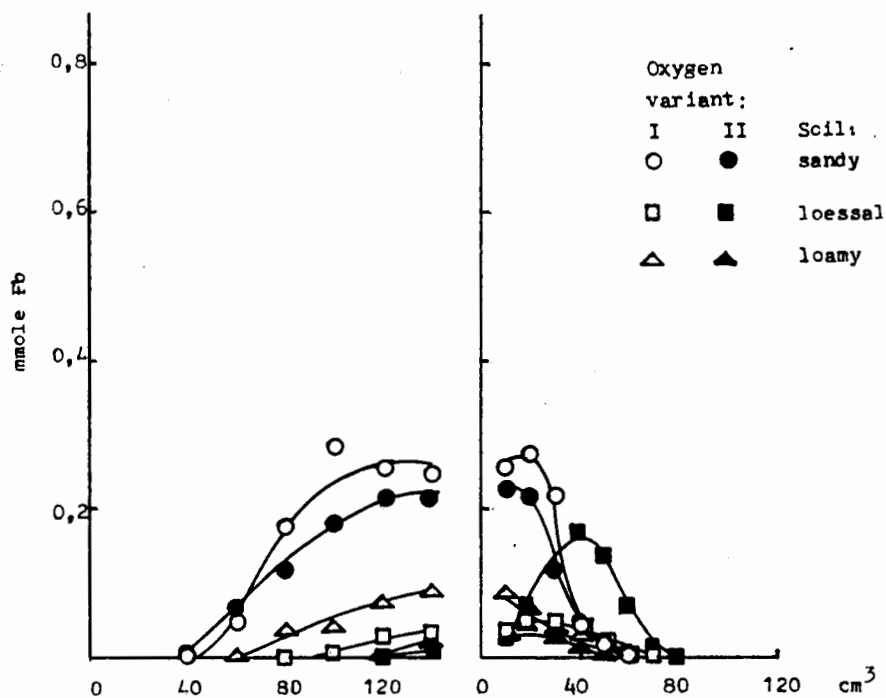 0,8
0,6
0,4
0,2
mmole Fb
Oxygen
variant:
I II Scil:
sandy
loessal
loamy
0 40 80 120 0 40 80 120 cm³